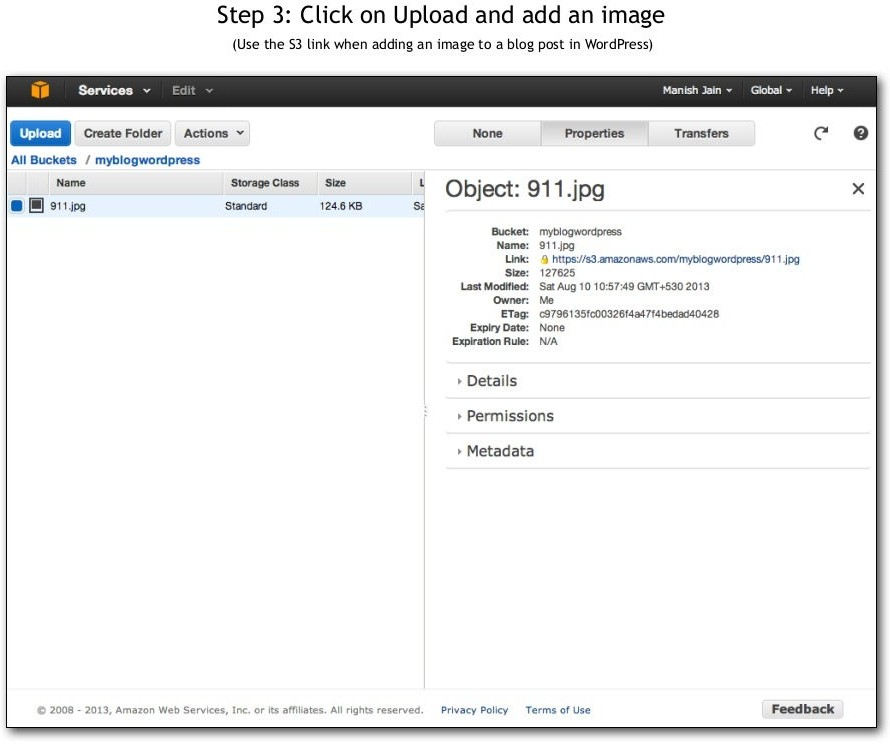 Step 3: Click on Upload and add an image
(Use the S3 link when adding an image to a blog post in WordPress)
Services Edit Manish Jain Global Help
Upload Create Folder Actions None Properties Transfers
All Buckets / myblogwordpress
Name Storage Class Size L
911.jpg Standard 124.6 KB Sa
Object: 911.jpg
Bucket: myblogwordpress
Name: 911.jpg
Link: https://s3.amazonaws.com/myblogwordpress/911.jpg
Size: 127625
Last Modified: Sat Aug 10 10:57:49 GMT+530 2013
Owner: Me
ETag: c9796135fc00326f4a47f4bedad40428
Expiry Date: None
Expiration Rule: N/A
Details
Permissions
Metadata
© 2008 - 2013, Amazon Web Services, Inc. or its affiliates. All rights reserved. Privacy Policy Terms of Use Feedback